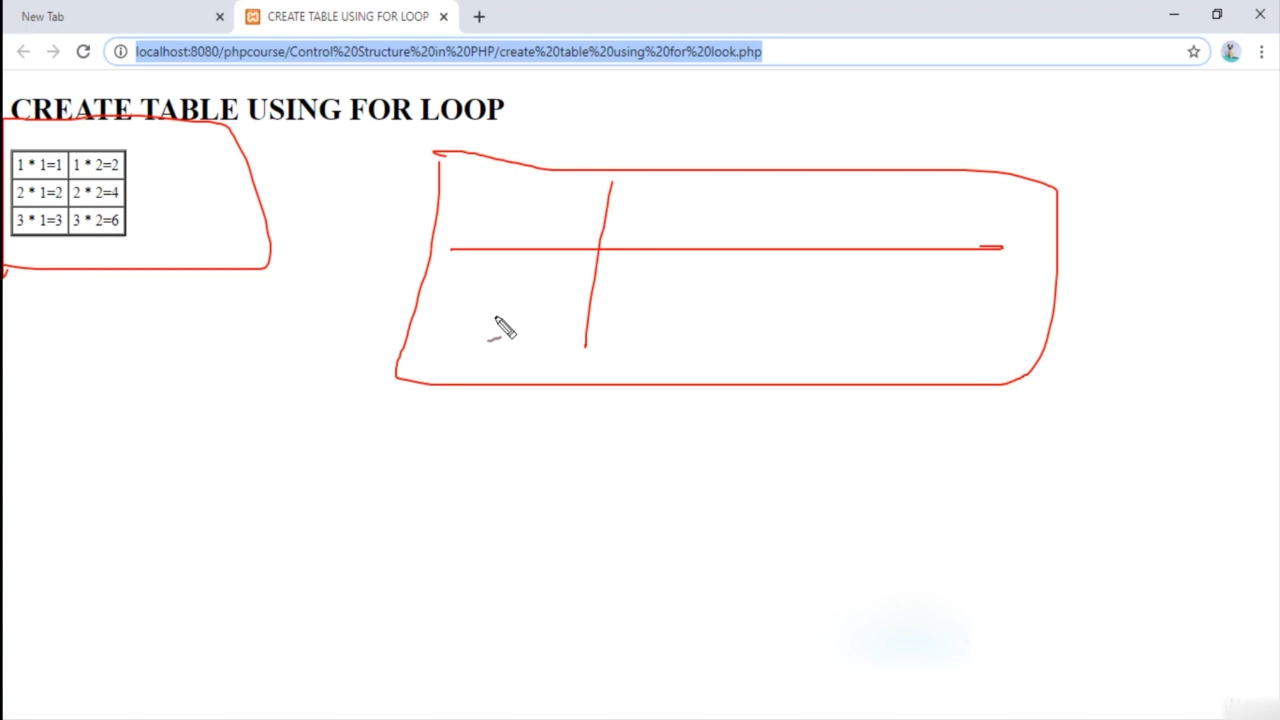 New Tab
CREATE TABLE USING FOR LOOP
localhost:8080/phpcourse/Control%20Structure%20in%20PHP/create%20table%20using%20for%20look.php
CREATE TABLE USING FOR LOOP
1 * 1=1 1 * 2=2
2 * 1=2 2 * 2=4
3 * 1=3 3 * 2=6